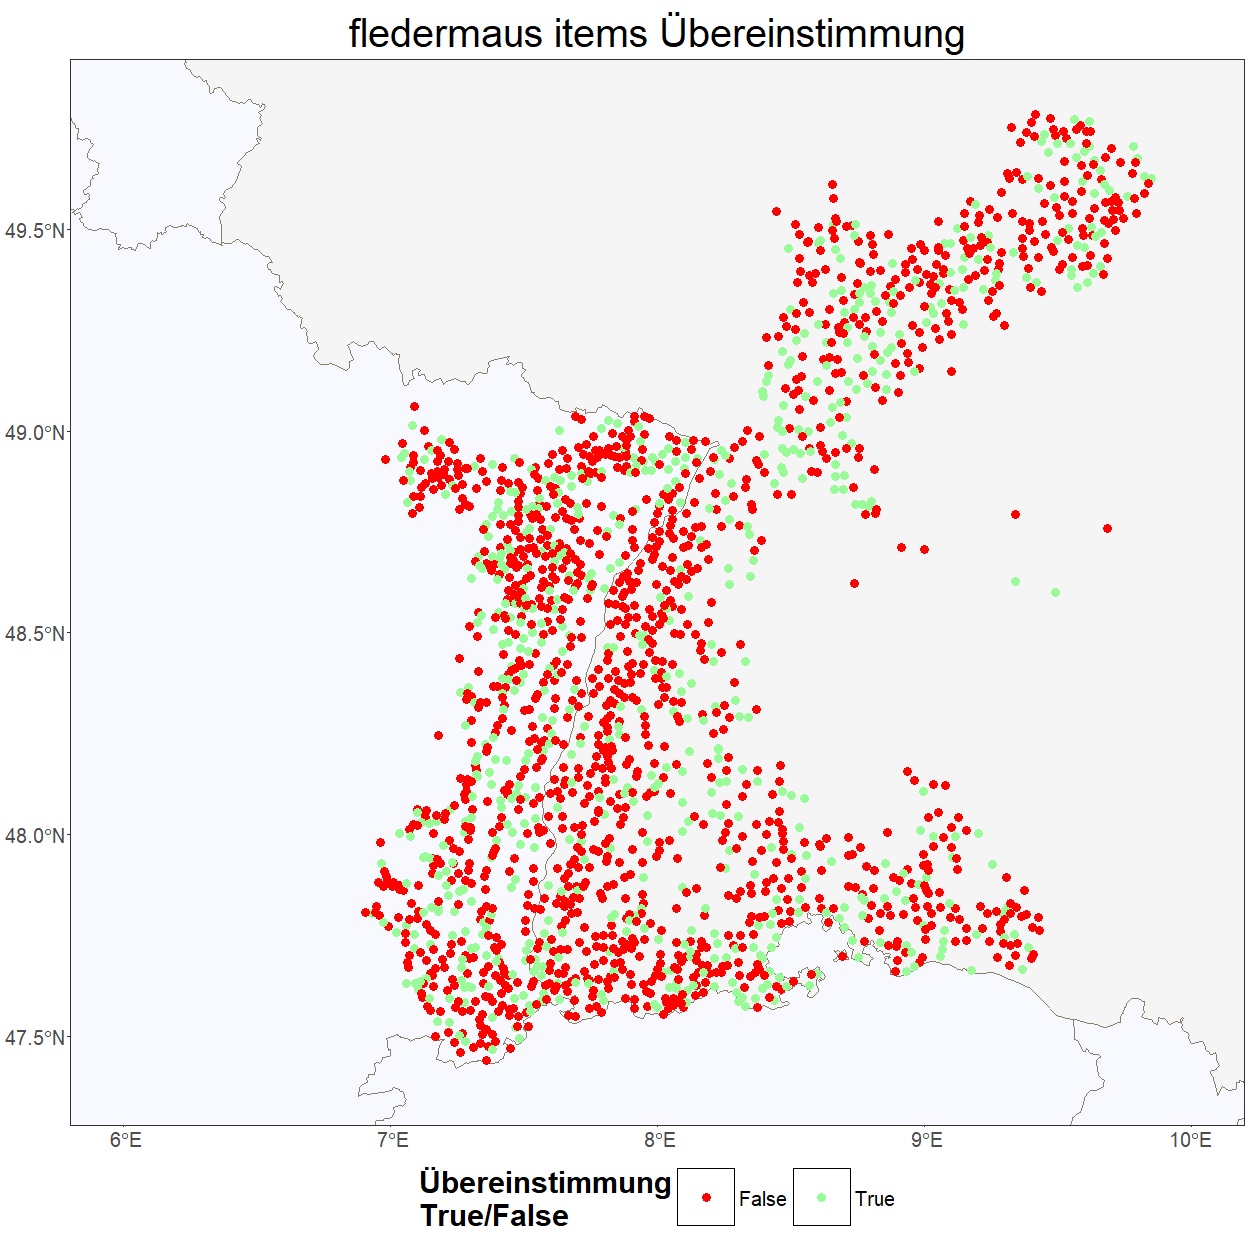 fledermaus items Übereinstimmung
49.5°N
49.0°N
48.5°N
48.0°N
47.5°N
6°E 7°E 8°E 9°E 10°E
Übereinstimmung
True/False
False True